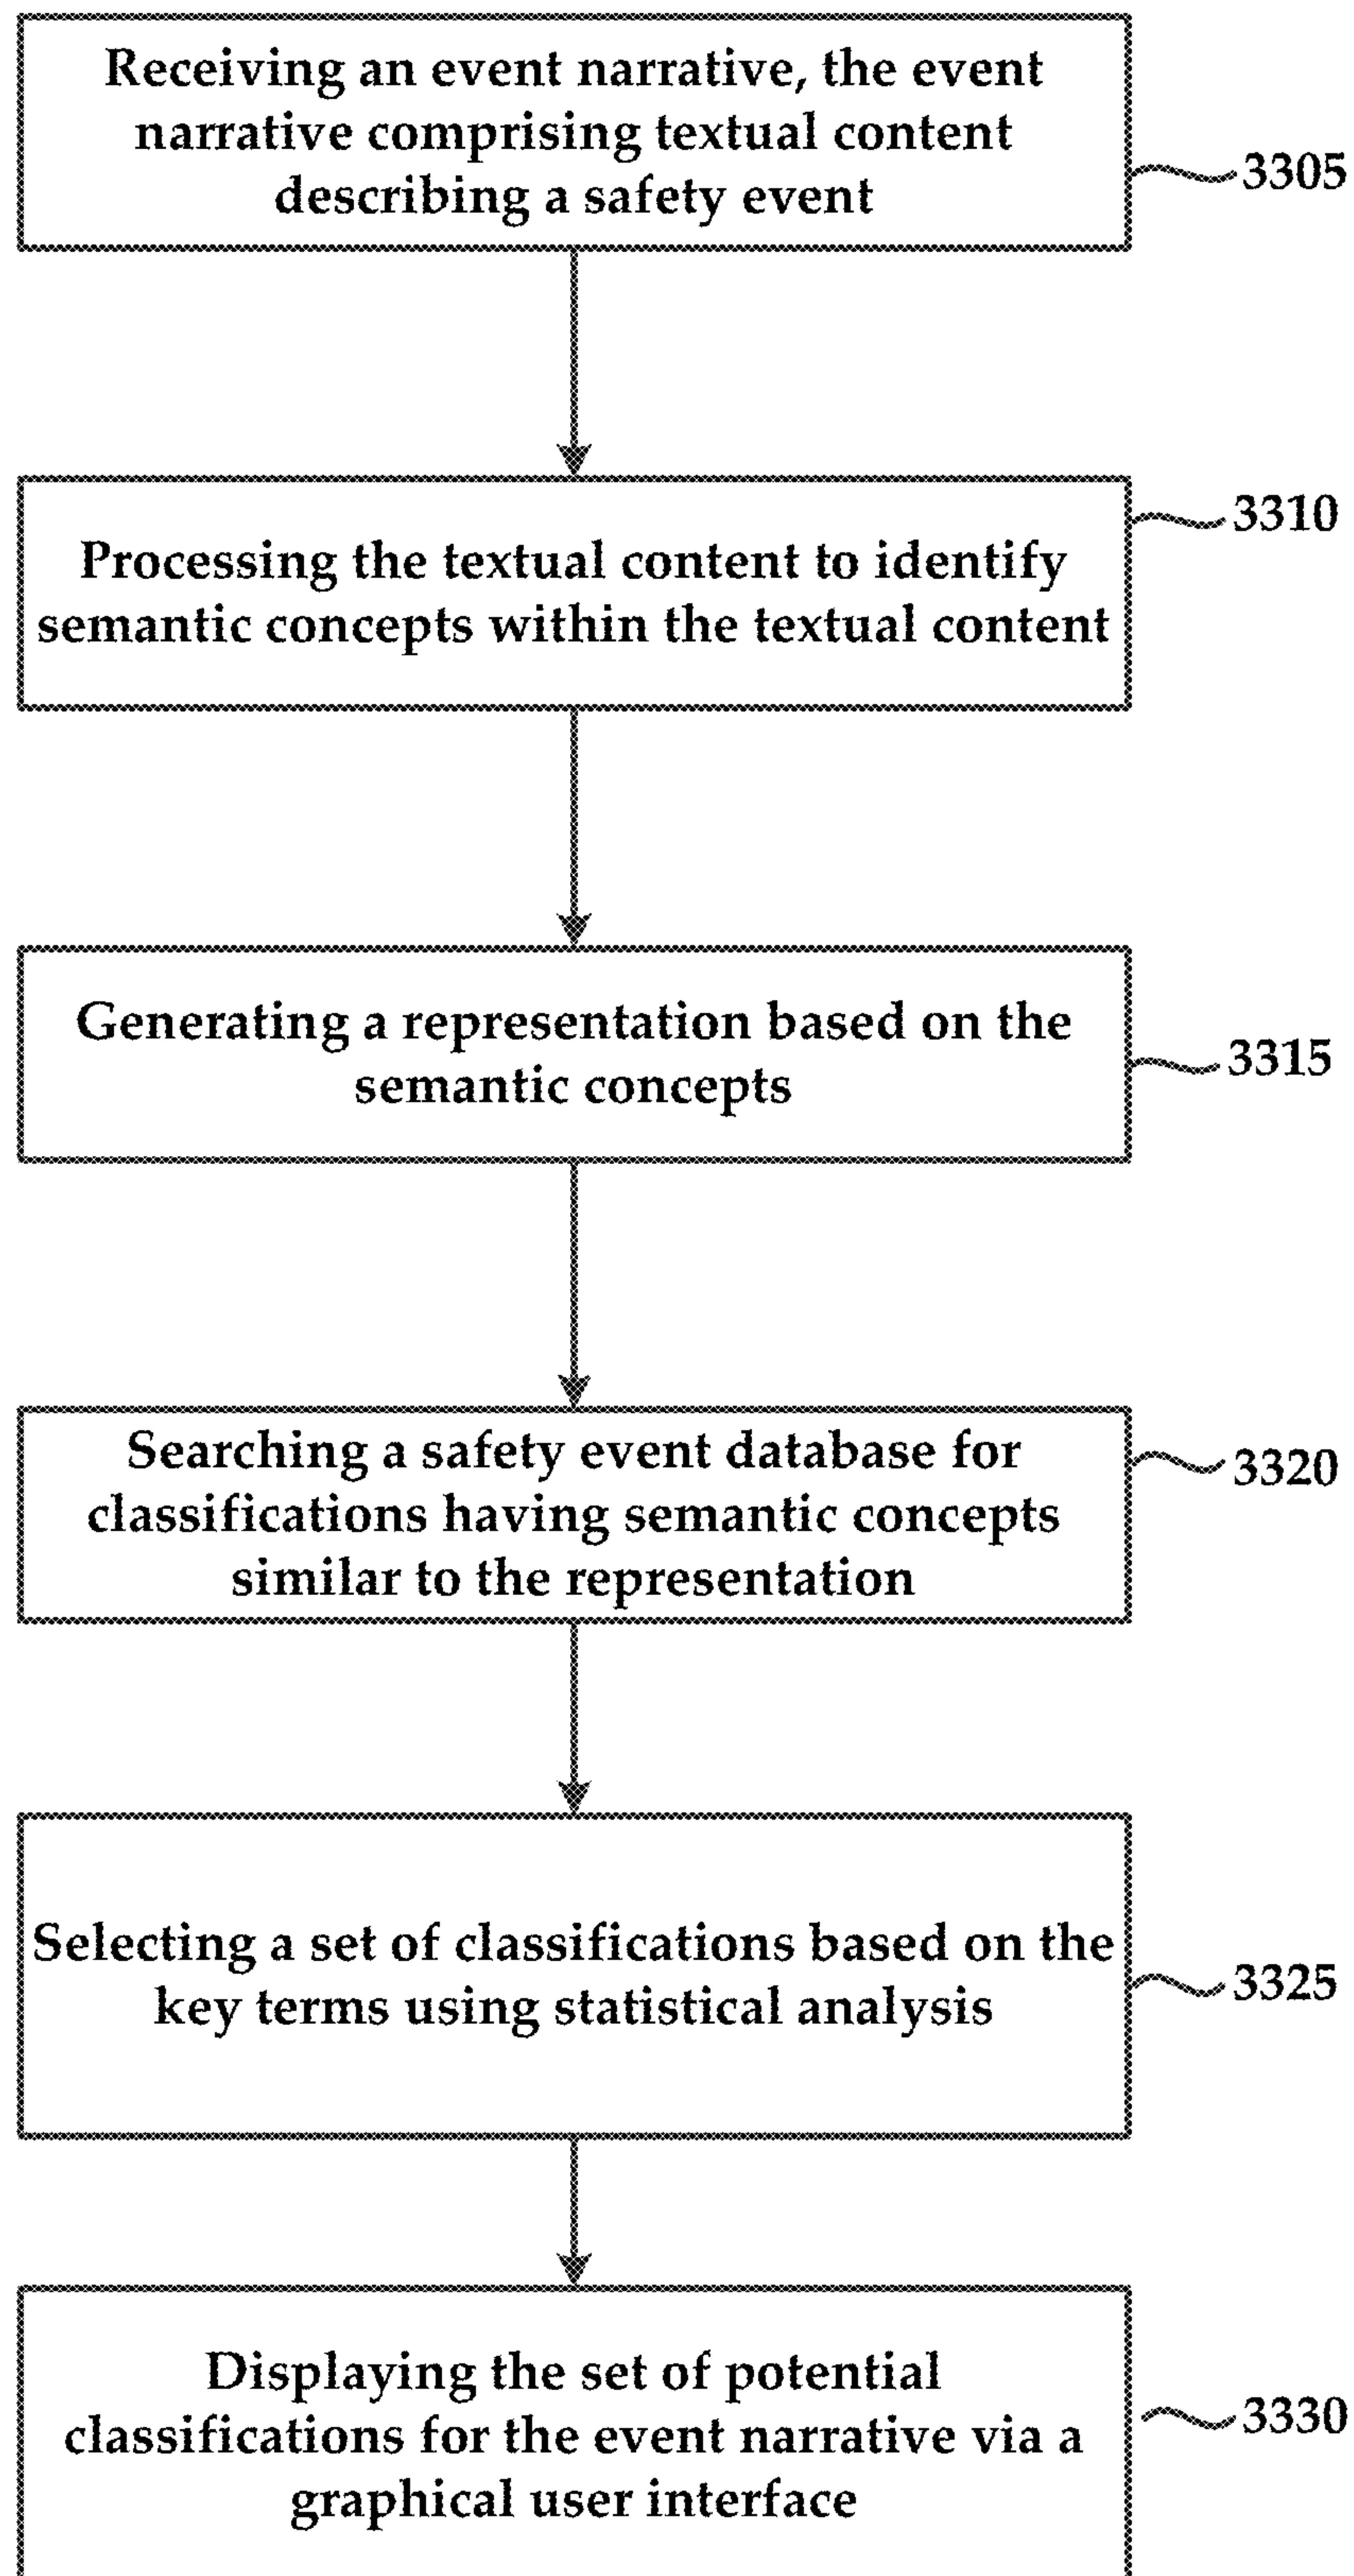 Receiving an event narrative, the event
narrative comprising textual content
describing a safety event
3305
3310
Processing the textual content to identify
semantic concepts within the textual content
Generating a representation based on the
semantic concepts
3315
Searching a safety event database for
classifications having semantic concepts
similar to the representation
3320
Selecting a set of classifications based on the
key terms using statistical analysis
3325
Displaying the set of potential
classifications for the event narrative via a
graphical user interface
3330